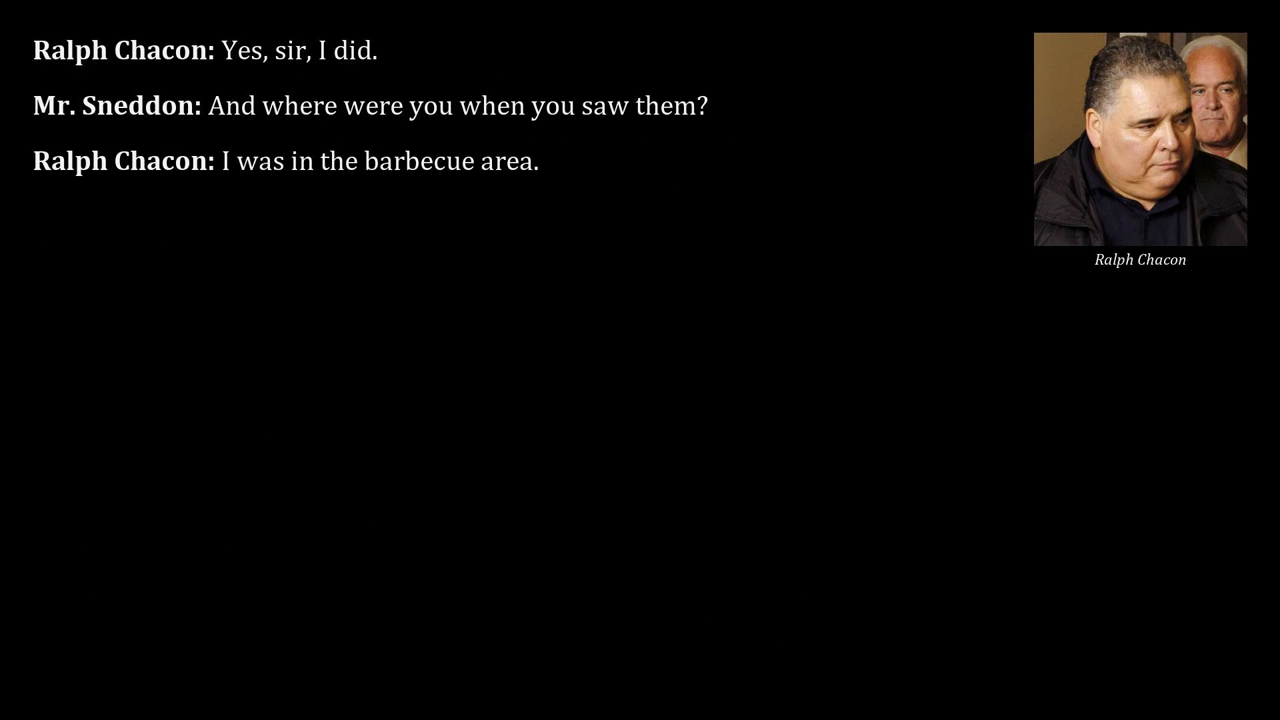 Ralph Chacon: Yes, sir, I did.
Mr. Sneddon: And where were you when you saw them?
Ralph Chacon: I was in the barbecue area.
Ralph Chacon